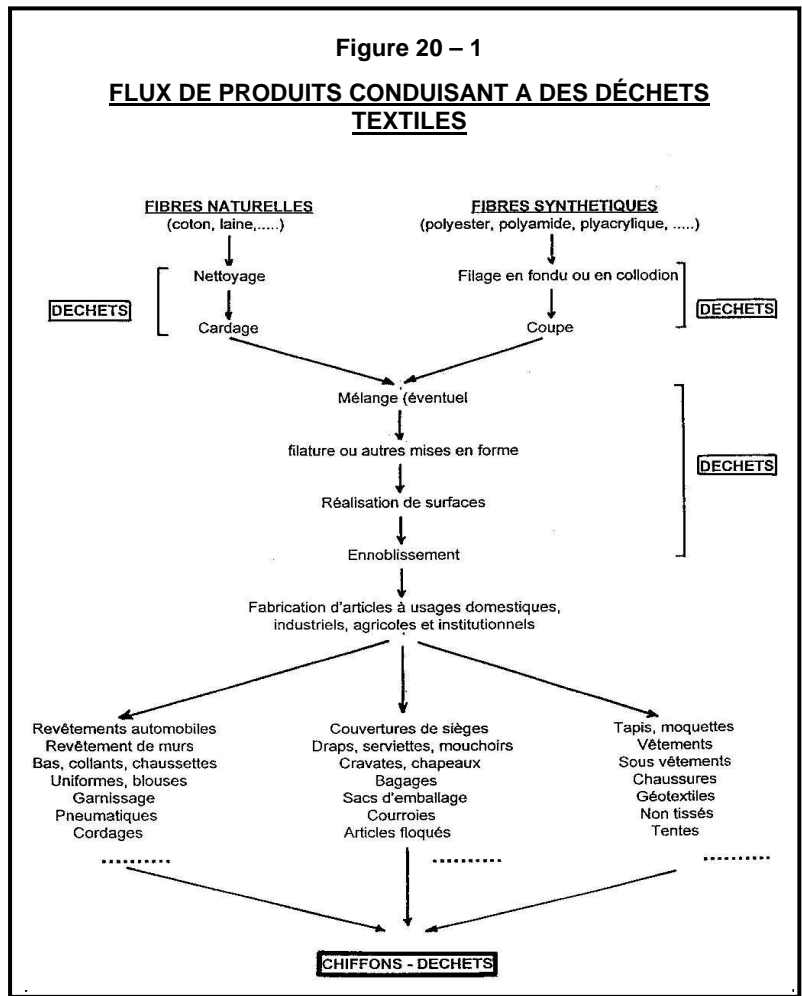 Figure 20 – 1
FLUX DE PRODUITS CONDUISANT A DES DÉCHETS
TEXTILES
FIBRES NATURELLES
(coton, laine,.....)
FIBRES SYNTHETIQUES
(polyester, polyamide, plyacrylique, .....)
Nettoyage
Filage en fondu ou en collodion
DECHETS
DECHETS
Cardage
Coupe
Mélange (éventuel
filature ou autres mises en forme
DECHETS
Réalisation de surfaces
Ennoblissement
Fabrication d'articles à usages domestiques,
industriels, agricoles et institutionnels
Revêtements automobiles
Revêtement de murs
Bas, collants, chaussettes
Uniformes, blouses
Garnissage
Pneumatiques
Cordages
..........
Couvertures de sièges
Draps, serviettes, mouchoirs
Cravates, chapeaux
Bagages
Sacs d'emballage
Courroies
Articles floqués
..........
Tapis, moquettes
Vêtements
Sous vêtements
Chaussures
Géotextiles
Non tissés
Tentes
..........
CHIFFONS - DECHETS